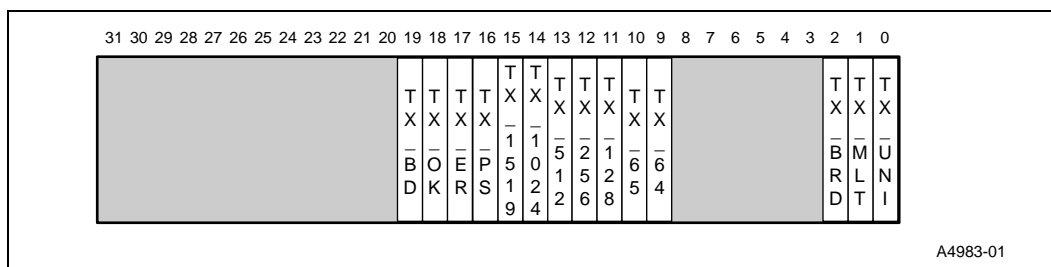 31 30 29 28 27 26 25 24 23 22 21 20 19 18 17 16 15 14 13 12 11 10 9 8 7 6 5 4 3 2 1 0
TX_BD
TX_OK
TX_ER
TX_PS
TX_1519
TX_1024
TX_512
TX_256
TX_128
TX_65
TX_64
TX_BRD
TX_MLT
TX_UNI
A4983-01